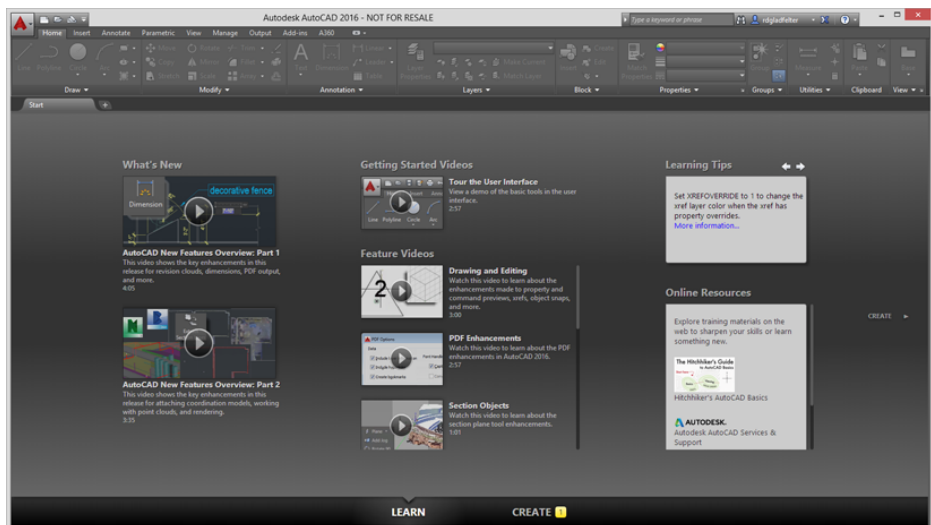 Autodesk AutoCAD 2016 - NOT FOR RESALE
Type a keyword or phrase
rdgladfelter
Home Insert Annotate Parametric View Manage Output Add-ins A360
Line Polyline Circle Arc
Move Rotate Trim
Copy Mirror Fillet
Stretch Scale Array
Text Dimension
Linear
Leader
Table
Layer
Properties
Make Current
Match Layer
Insert
Create
Edit
Match
Properties
Group
Measure
Paste
Base
Draw Modify Annotation Layers Block Properties Groups Utilities Clipboard View
Start
What's New
Dimension
decorative fence
AutoCAD New Features Overview: Part 1
This video shows the key enhancements in this
release for revision clouds, dimensions, PDF output,
and more.
4:05
AutoCAD New Features Overview: Part 2
This video shows the key enhancements in this
release for attaching coordination models, working
with point clouds, and rendering.
3:35
Getting Started Videos
Line Polyline Circle Arc
Tour the User Interface
View a demo of the basic tools in the user
interface.
2:57
Feature Videos
2
Drawing and Editing
Watch this video to learn about the
enhancements made to property and
command previews, xrefs, object snaps,
and more.
3:00
PDF Options
PDF Enhancements
Watch this video to learn about the PDF
enhancements in AutoCAD 2016.
2:57
Section Objects
Watch this video to learn about the
section plane tool enhancements.
1:01
Learning Tips
Set XREFOVERRIDE to 1 to change the
xref layer color when the xref has
property overrides.
More information...
Online Resources
Explore training materials on the
web to sharpen your skills or learn
something new.
The Hitchhiker's Guide
to AutoCAD Basics
Hitchhiker's AutoCAD Basics
AUTODESK.
Autodesk AutoCAD Services &
Support
CREATE
LEARN CREATE 1